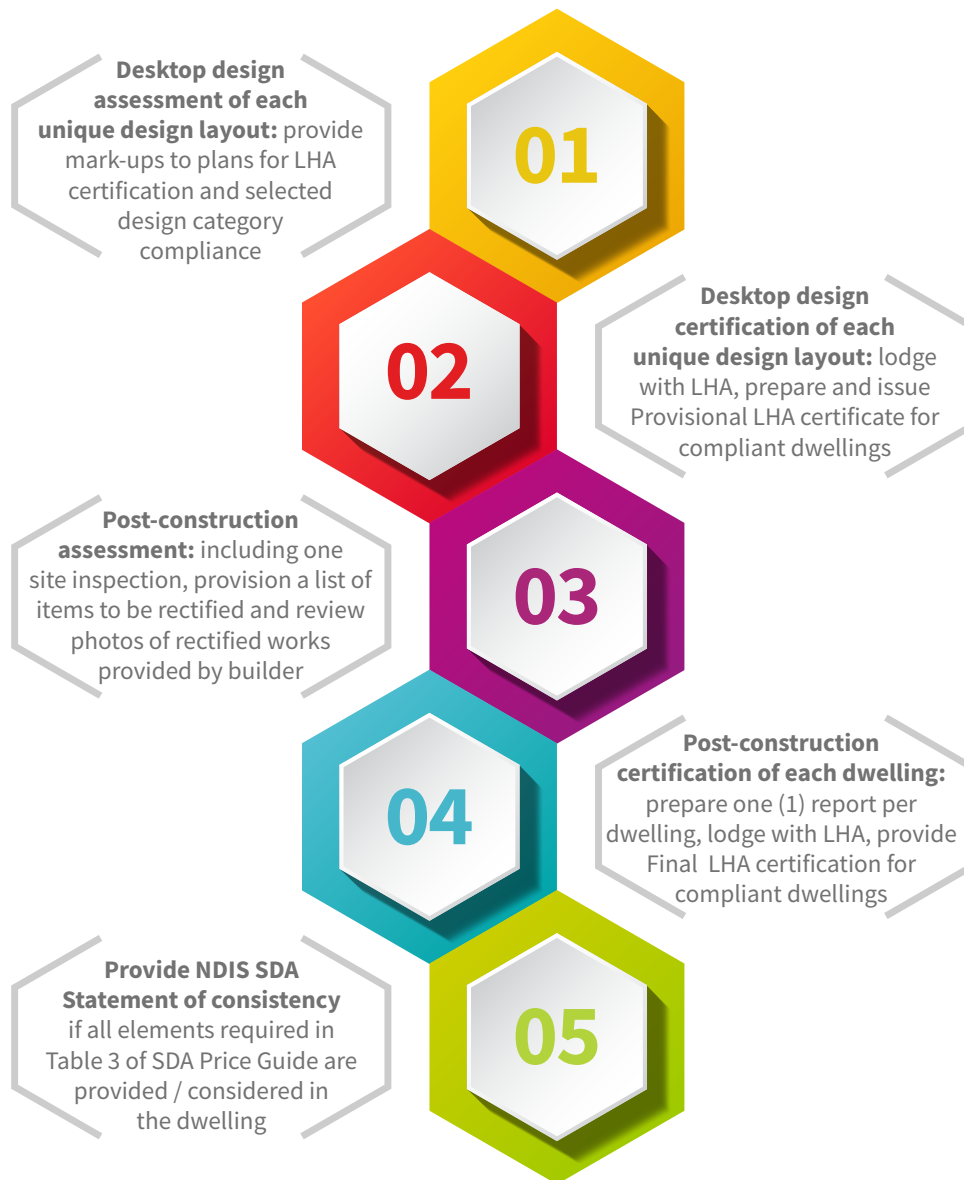 Desktop design
assessment of each
unique design layout: provide
mark-ups to plans for LHA
certification and selected
design category
compliance
01
02
Desktop design
certification of each
unique design layout: lodge
with LHA, prepare and issue
Provisional LHA certificate for
compliant dwellings
Post-construction
assessment: including one
site inspection, provision a list of
items to be rectified and review
photos of rectified works
provided by builder
03
04
Post-construction
certification of each dwelling:
prepare one (1) report per
dwelling, lodge with LHA, provide
Final LHA certification for
compliant dwellings
Provide NDIS SDA
Statement of consistency
if all elements required in
Table 3 of SDA Price Guide are
provided / considered in
the dwelling
05